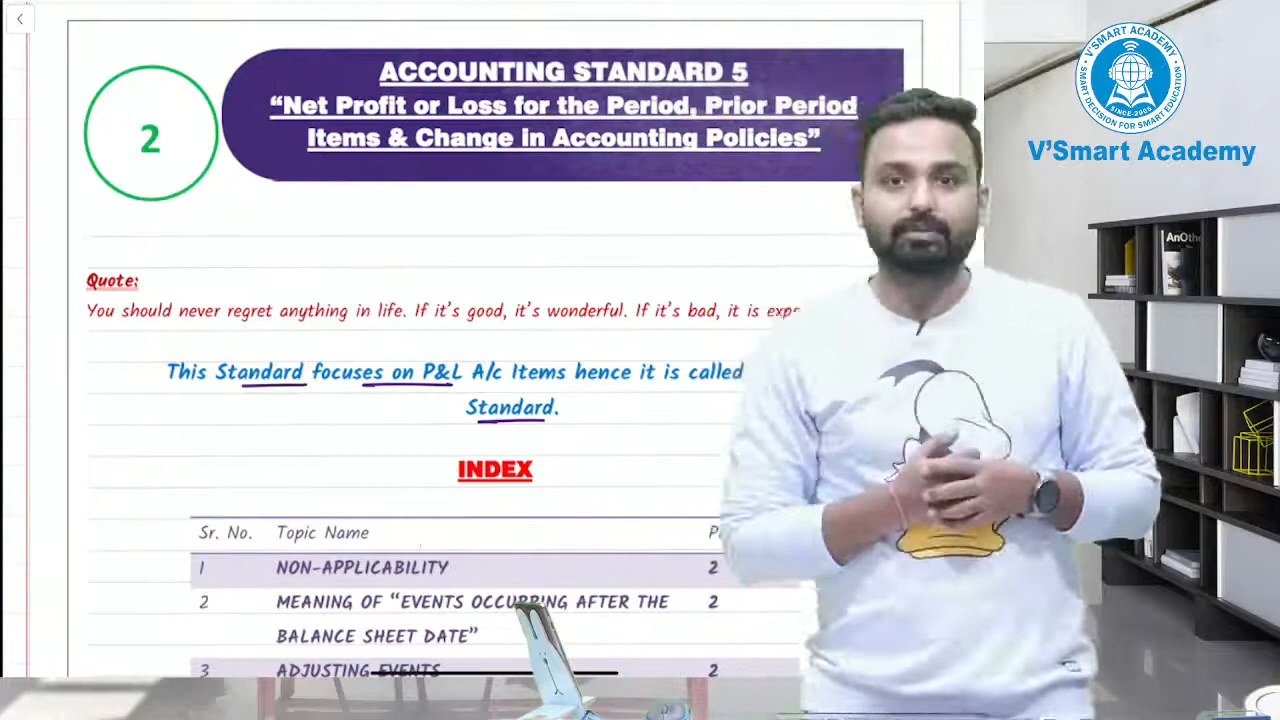 2
ACCOUNTING STANDARD 5
“Net Profit or Loss for the Period, Prior Period
Items & Change in Accounting Policies”
Quote:
You should never regret anything in life. If it’s good, it’s wonderful. If it’s bad, it is
This Standard focuses on P&L A/c Items hence it is called
Standard.
INDEX
Sr. No. Topic Name
1 NON-APPLICABILITY 2
2 MEANING OF “EVENTS OCCURRING AFTER THE 2
BALANCE SHEET DATE”
3 ADJUSTING EVENTS 2
V'SMART ACADEMY
SMART DECISION FOR SMART EDUCATION
SINCE-2005
V’Smart Academy